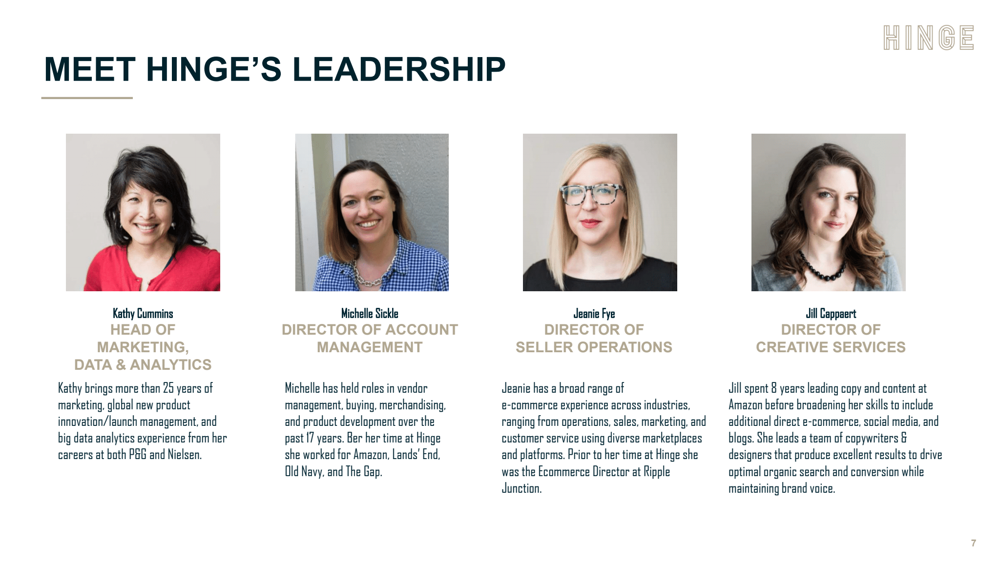 HINGE
MEET HINGE’S LEADERSHIP
Kathy Cummins
HEAD OF
MARKETING,
DATA & ANALYTICS
Kathy brings more than 25 years of
marketing, global new product
innovation/launch management, and
big data analytics experience from her
careers at both P&G and Nielsen.
Michelle Sickle
DIRECTOR OF ACCOUNT
MANAGEMENT
Michelle has held roles in vendor
management, buying, merchandising,
and product development over the
past 17 years. Ber her time at Hinge
she worked for Amazon, Lands’ End,
Old Navy, and The Gap.
Jeanie Fye
DIRECTOR OF
SELLER OPERATIONS
Jeanie has a broad range of
e-commerce experience across industries,
ranging from operations, sales, marketing, and
customer service using diverse marketplaces
and platforms. Prior to her time at Hinge she
was the Ecommerce Director at Ripple
Junction.
Jill Cappaert
DIRECTOR OF
CREATIVE SERVICES
Jill spent 8 years leading copy and content at
Amazon before broadening her skills to include
additional direct e-commerce, social media, and
blogs. She leads a team of copywriters &
designers that produce excellent results to drive
optimal organic search and conversion while
maintaining brand voice.
7